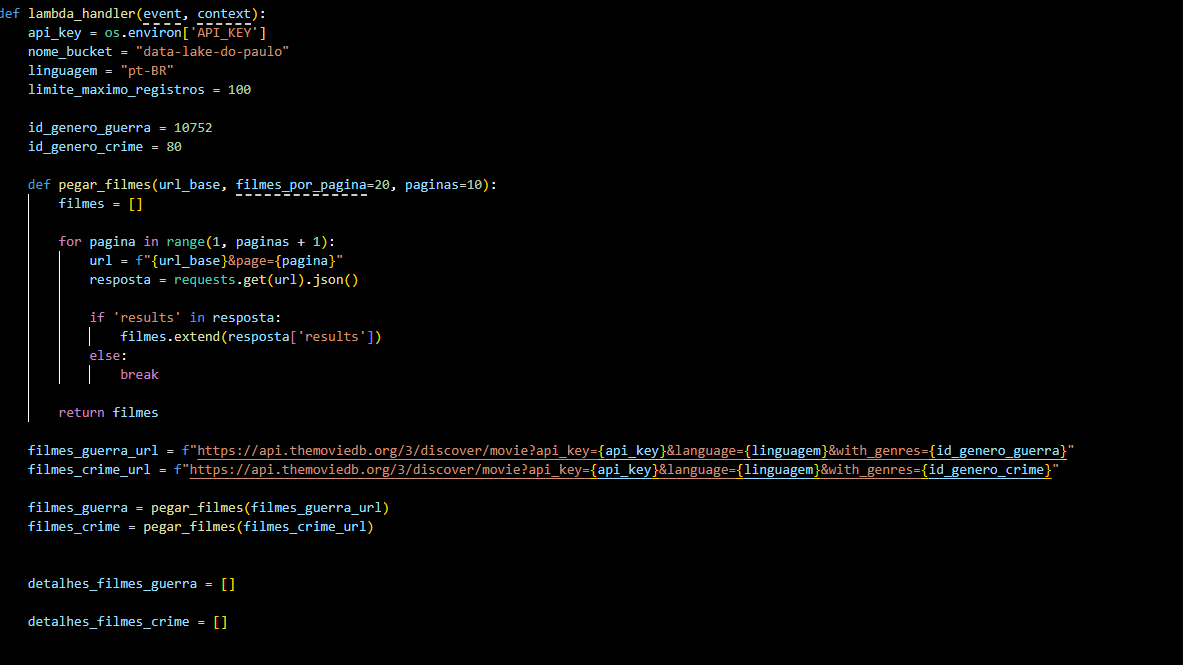 def lambda_handler(event, context):
    api_key = os.environ['API_KEY']
    nome_bucket = "data-lake-do-paulo"
    linguagem = "pt-BR"
    limite_maximo_registros = 100

    id_genero_guerra = 10752
    id_genero_crime = 80

    def pegar_filmes(url_base, filmes_por_pagina=20, paginas=10):
        filmes = []

        for pagina in range(1, paginas + 1):
            url = f"{url_base}&page={pagina}"
            resposta = requests.get(url).json()

            if 'results' in resposta:
                filmes.extend(resposta['results'])
            else:
                break

        return filmes

    filmes_guerra_url = f"https://api.themoviedb.org/3/discover/movie?api_key={api_key}&language={linguagem}&with_genres={id_genero_guerra}"
    filmes_crime_url = f"https://api.themoviedb.org/3/discover/movie?api_key={api_key}&language={linguagem}&with_genres={id_genero_crime}"

    filmes_guerra = pegar_filmes(filmes_guerra_url)
    filmes_crime = pegar_filmes(filmes_crime_url)


    detalhes_filmes_guerra = []

    detalhes_filmes_crime = []